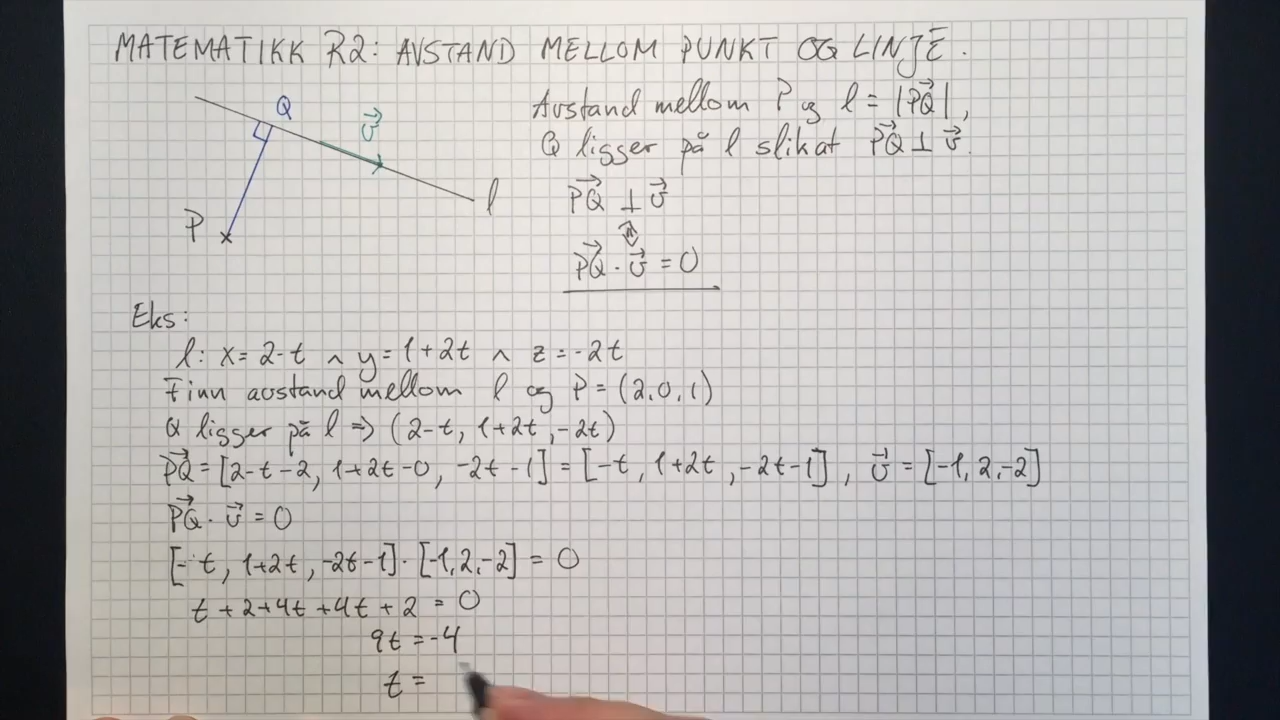 MATEMATIKK R2: AVSTAND MELLOM PUNKT OG LINJE.
Q
v⃗
l
P
Avstand mellom P og l = |PQ⃗|,
Q ligger på l slik at PQ⃗ ⊥ v⃗.
PQ⃗ ⊥ v⃗
⇕
PQ⃗ · v⃗ = 0
Eks:
l: x = 2-t ∧ y = 1+2t ∧ z = -2t
Finn avstand mellom l og P = (2,0,1)
Q ligger på l ⇒ (2-t, 1+2t, -2t)
PQ⃗ = [2-t-2, 1+2t-0, -2t-1] = [-t, 1+2t, -2t-1], v⃗ = [-1,2,-2]
PQ⃗ · v⃗ = 0
[-t, 1+2t, -2t-1] · [-1,2,-2] = 0
t+2+4t+4t+2 = 0
9t = -4
t =